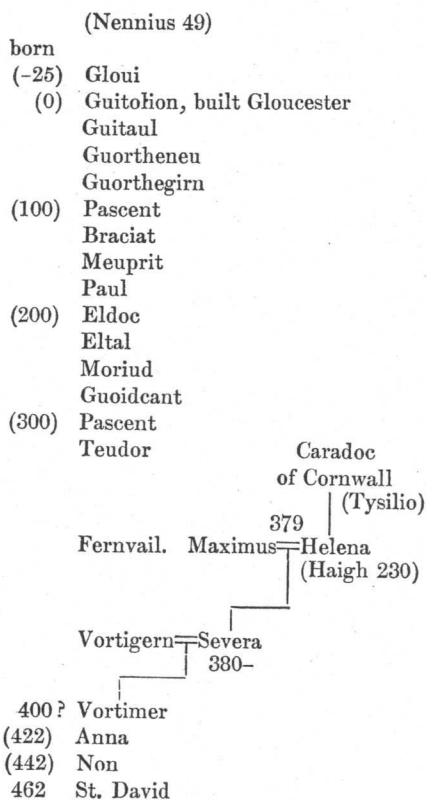 (Nennius 49)
born
(-25) Gloui
(0) Guitolion, built Gloucester
Guitaul
Guortheneu
Guorthegirn
(100) Pascent
Braciat
Meuprit
Paul
(200) Eldoc
Eltal
Moriud
Guoidcant
(300) Pascent
Teudor
Caradoc
of Cornwall
(Tysilio)
379
Fernvail. Maximus Helena
(Haigh 230)
Vortigern Severa
380-
400? Vortimer
(422) Anna
(442) Non
462 St. David